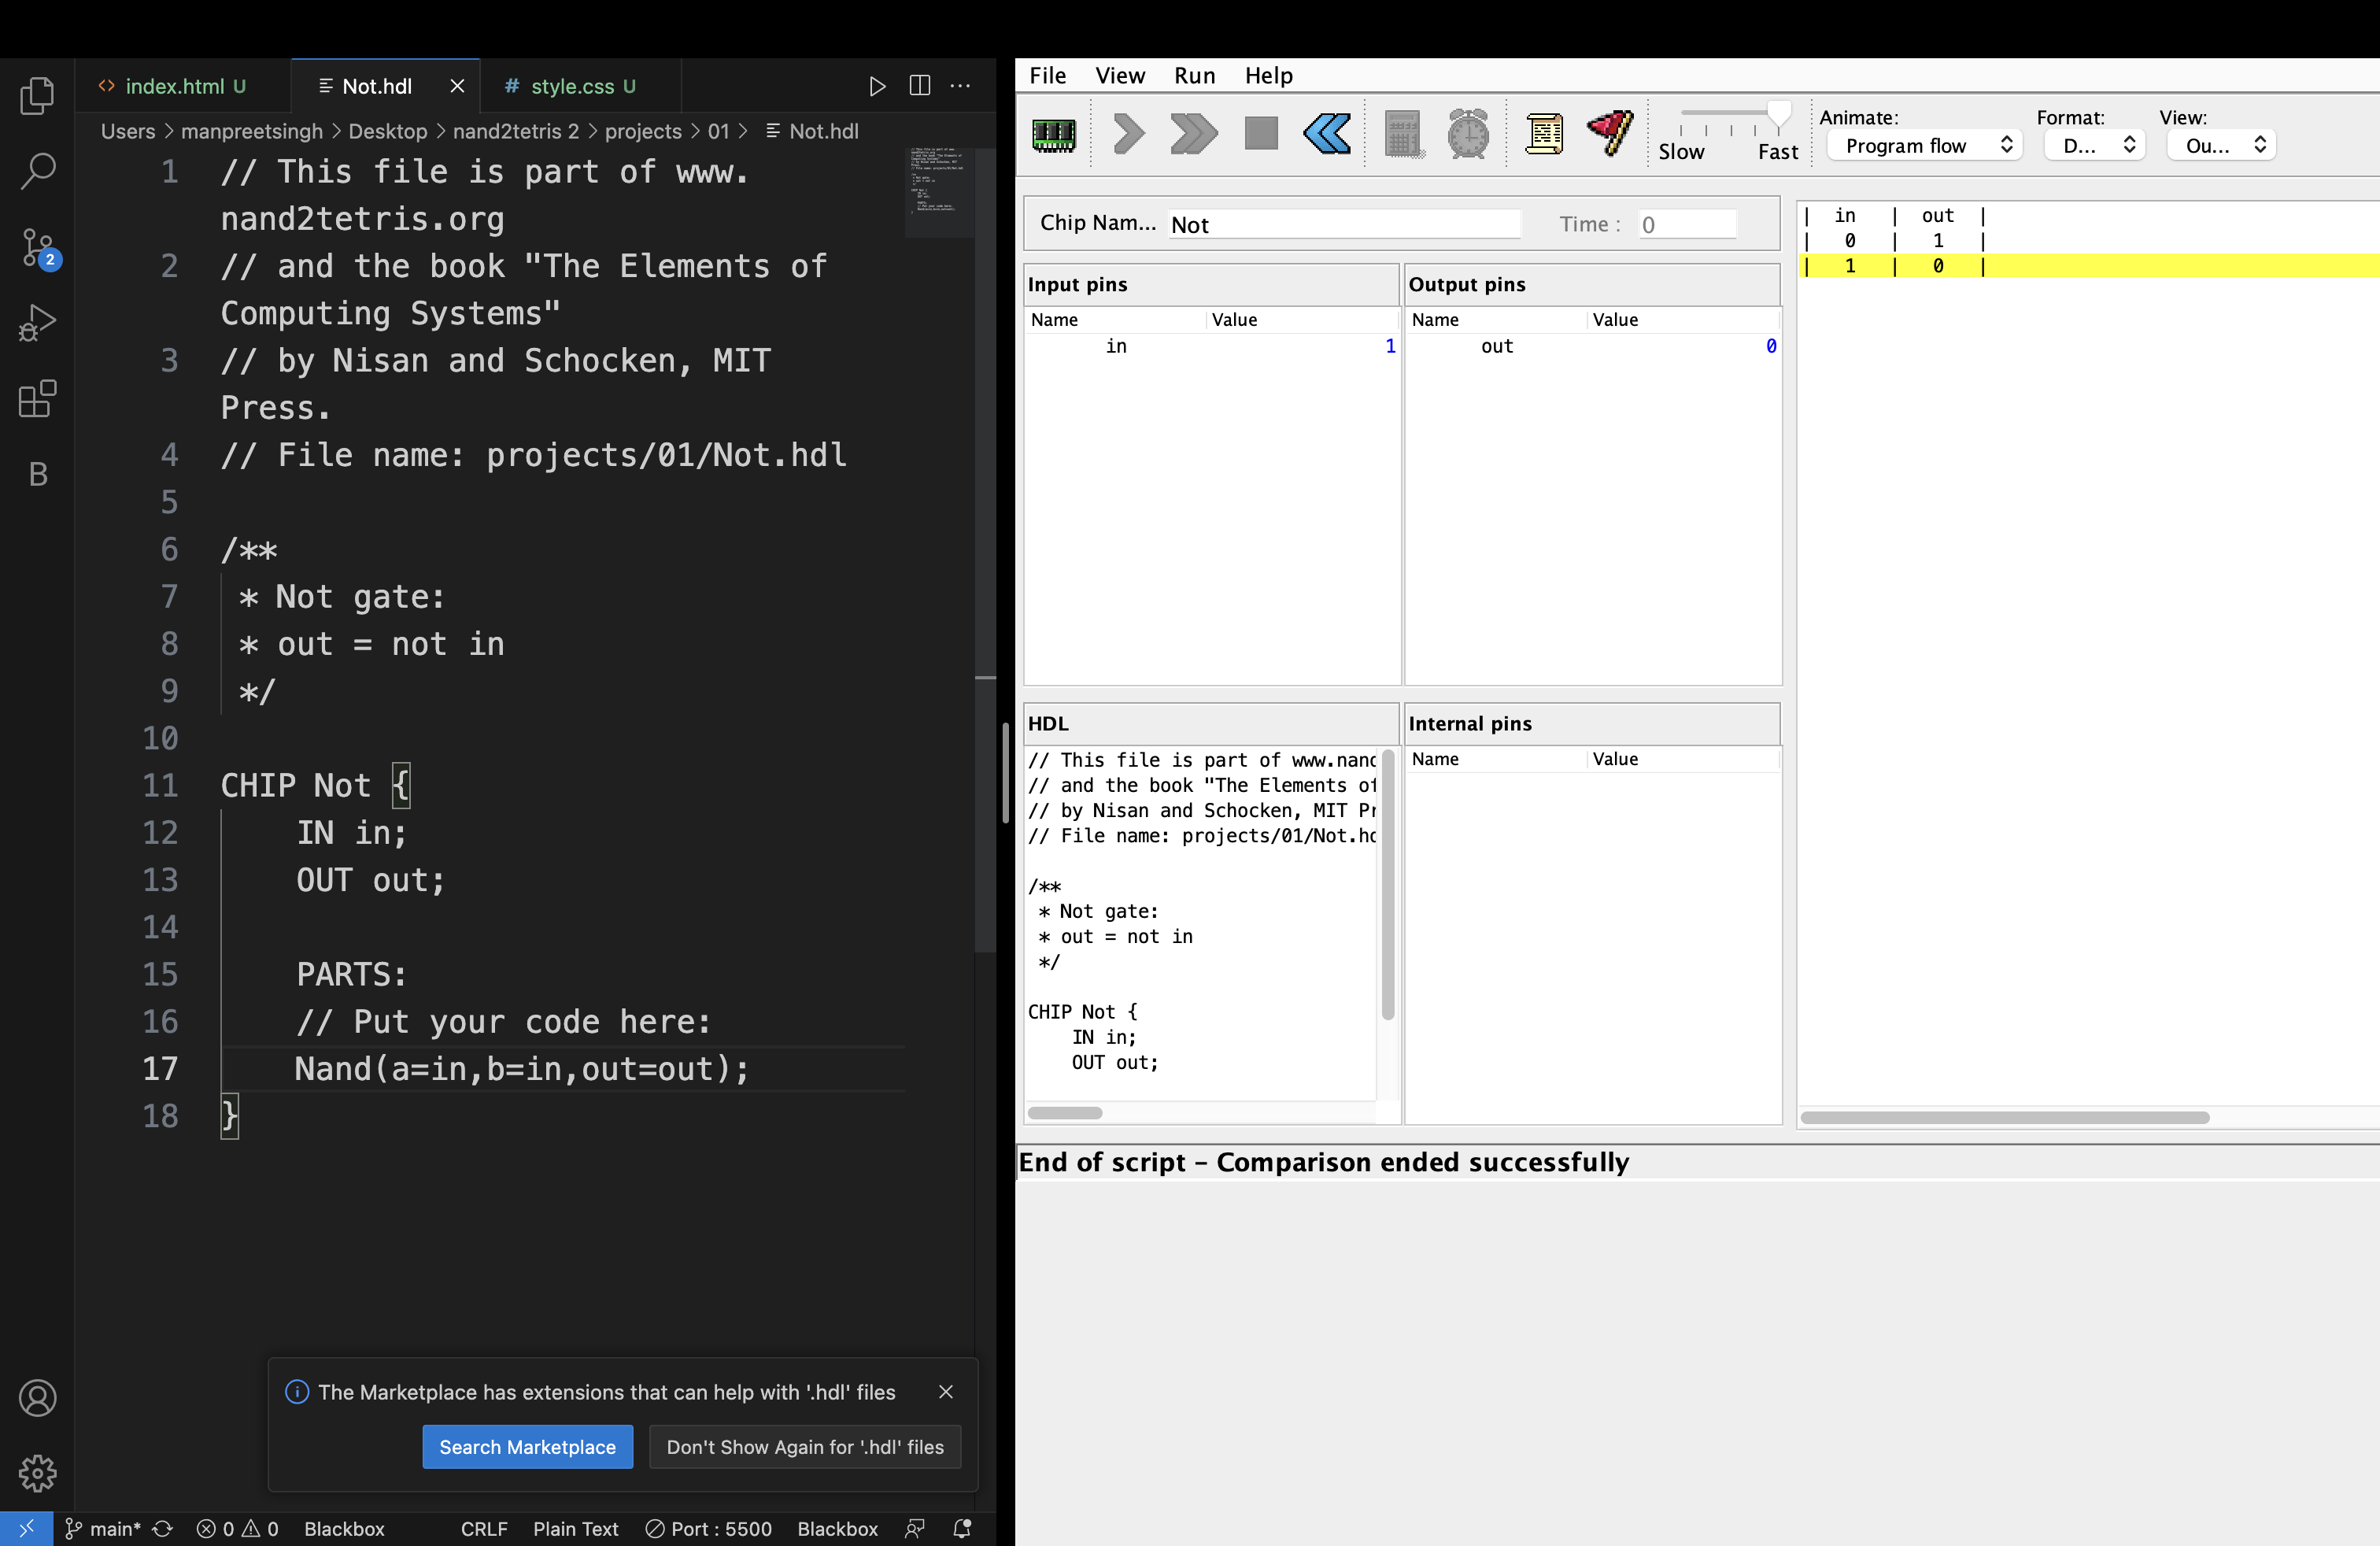 index.html U
Not.hdl
# style.css U
Users > manpreetsingh > Desktop > nand2tetris 2 > projects > 01 > Not.hdl
1 // This file is part of www.
nand2tetris.org
2 // and the book "The Elements of
Computing Systems"
3 // by Nisan and Schocken, MIT
Press.
4 // File name: projects/01/Not.hdl
5
6 /**
7 * Not gate:
8 * out = not in
9 */
10
11 CHIP Not {
12 IN in;
13 OUT out;
14
15 PARTS:
16 // Put your code here:
17 Nand(a=in,b=in,out=out);
18 }
2
B
The Marketplace has extensions that can help with '.hdl' files
Search Marketplace
Don't Show Again for '.hdl' files
main* 0 0 Blackbox CRLF Plain Text Port : 5500 Blackbox
File View Run Help
Slow Fast
Animate:
Program flow
Format:
D...
View:
Ou...
Chip Nam... Not Time : 0
Input pins
Name Value
in 1
Output pins
Name Value
out 0
HDL
// This file is part of www.nand
// and the book "The Elements of
// by Nisan and Schocken, MIT Pr
// File name: projects/01/Not.hd
/**
* Not gate:
* out = not in
*/
CHIP Not {
IN in;
OUT out;
Internal pins
Name Value
| in | out |
| 0 | 1 |
| 1 | 0 |
End of script - Comparison ended successfully